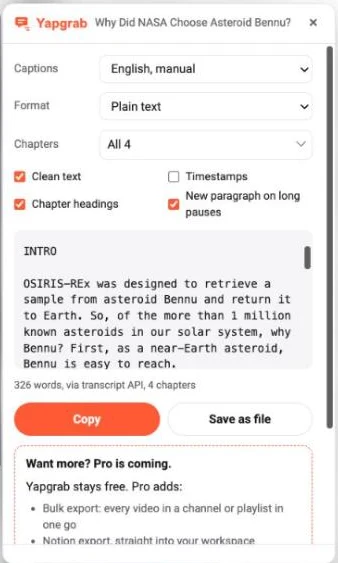 Yapgrab Why Did NASA Choose Asteroid Bennu? ×
Captions English, manual
Format Plain text
Chapters All 4
Clean text Timestamps
Chapter headings New paragraph on long
pauses
INTRO
OSIRIS-REx was designed to retrieve a
sample from asteroid Bennu and return it
to Earth. So, of the more than 1 million
known asteroids in our solar system, why
Bennu? First, as a near-Earth asteroid,
Bennu is easy to reach.
326 words, via transcript API, 4 chapters
Copy Save as file
Want more? Pro is coming.
Yapgrab stays free. Pro adds:
• Bulk export: every video in a channel or playlist in
one go
• Notion export, straight into your workspace